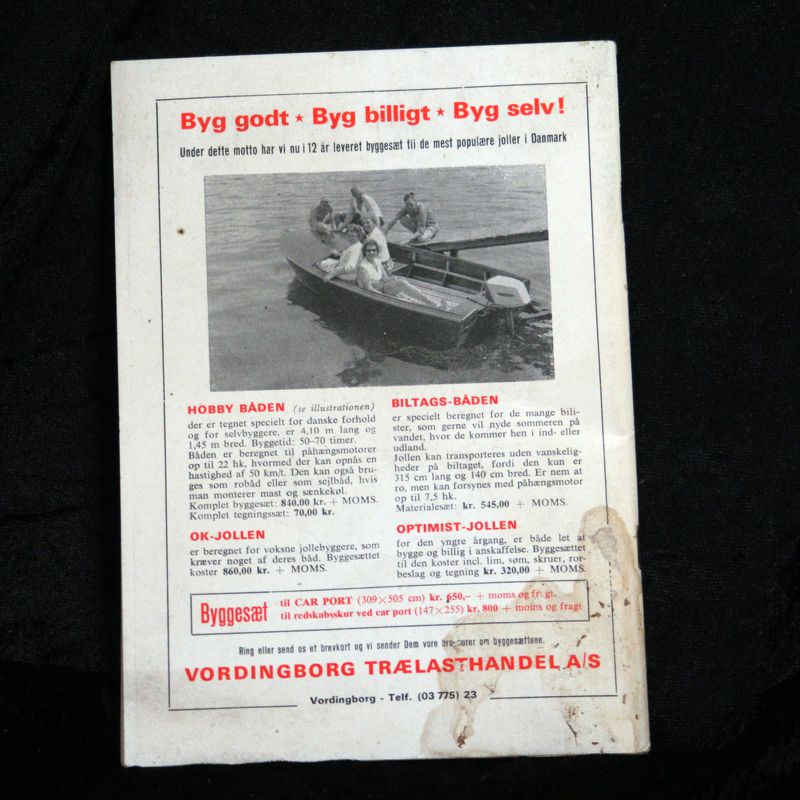 Byg godt ★ Byg billigt ★ Byg selv!
Under dette motto har vi nu i 12 år leveret byggesæt til de mest populære joller i Danmark
HOBBY BÅDEN (se illustrationen)
der er tegnet specielt for danske forhold
og for selvbyggere, er 4,10 m lang og
1,45 m bred. Byggetid: 50-70 timer.
Båden er beregnet til påhængsmotorer
op til 22 hk, hvormed der kan opnås en
hastighed af 50 km/t. Den kan også bru-
ges som robåd eller som sejlbåd, hvis
man monterer mast og sænkekøl.
Komplet byggesæt: 840,00 kr. + MOMS.
Komplet tegningssæt: 70,00 kr.
OK-JOLLEN
er beregnet for voksne jollebyggere, som
kræver noget af deres båd. Byggesættet
koster 860,00 kr. + MOMS.
BILTAGS-BÅDEN
er specielt beregnet for de mange bili-
ster, som gerne vil nyde sommeren på
vandet, hvor de kommer hen i ind- eller
udland.
Jollen kan transporteres uden vanskelig-
heder på biltaget, fordi den kun er
315 cm lang og 140 cm bred. Er nem at
ro, men kan forsynes med påhængsmotor
op til 7,5 hk.
Materialesæt: kr. 545,00 + MOMS.
OPTIMIST-JOLLEN
for den yngre årgang, er både let at
bygge og billig i anskaffelse. Byggesættet
til den koster incl. lim, søm, skruer, ror-
beslag og tegning kr. 320,00 + MOMS.
Byggesæt
til CAR PORT (309×505 cm) kr. 650,- + moms og fragt.
til redskabsskur ved car port (147×255) kr. 800 + moms og fragt
Ring eller send os et brevkort og vi sender Dem vore brochurer om byggesættene.
VORDINGBORG TRÆLASTHANDEL A/S
Vordingborg - Telf. (03 775) 23